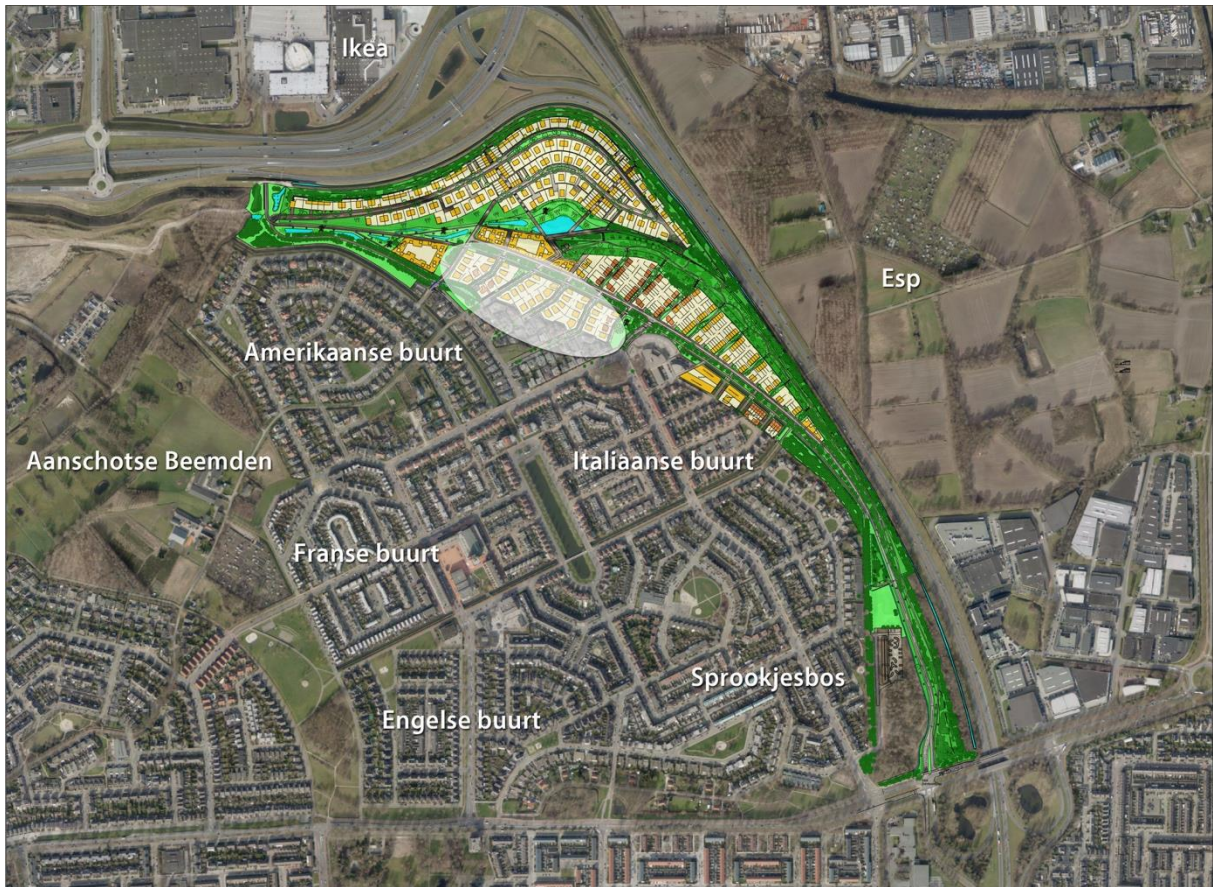 Ikea
Esp
Amerikaanse buurt
Aanschotse Beemden
Italiaanse buurt
Franse buurt
Sprookjesbos
Engelse buurt